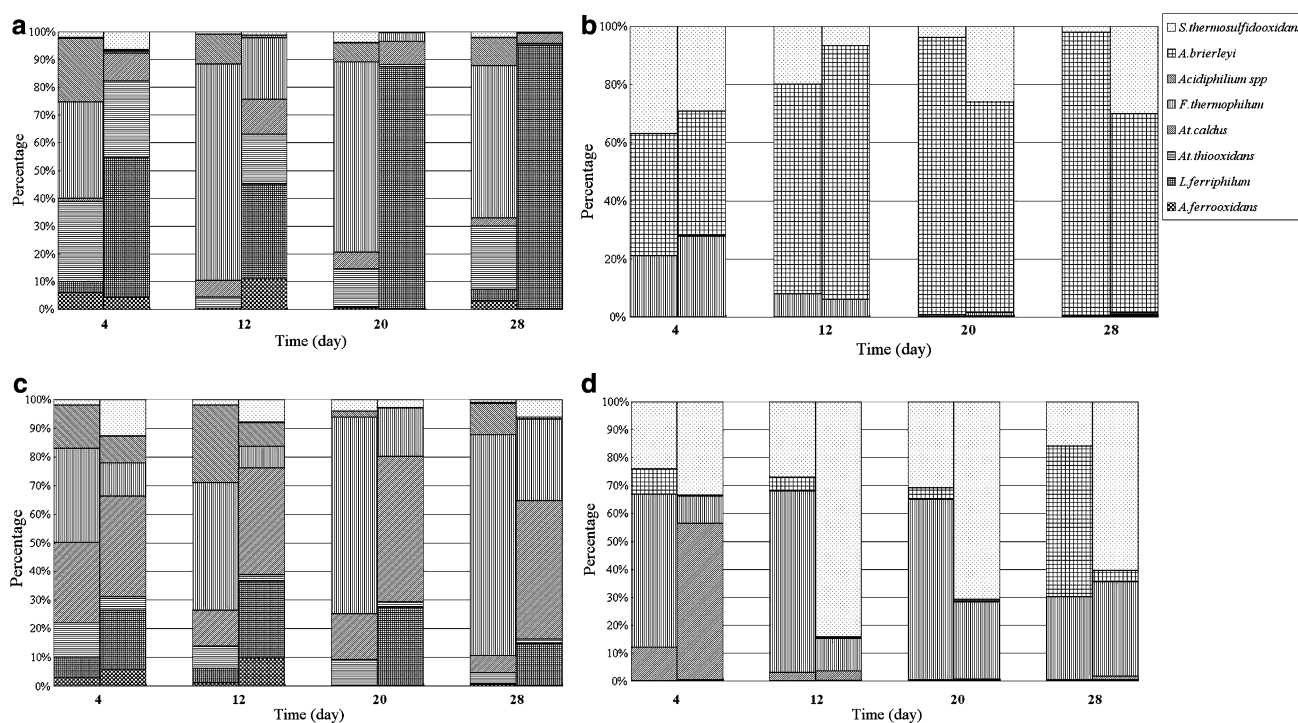 a
100%
90%
80%
70%
60%
50%
40%
30%
20%
10%
0%
Percentage
4 12 20 28
Time (day)
b
100%
80%
60%
40%
20%
0%
Percentage
4 12 20 28
Time (day)
S.thermosulfidooxidans
A.brierleyi
Acidiphilium spp
F.thermophilum
At.caldus
At.thiooxidans
L.ferriphilum
A.ferrooxidans
c
100%
90%
80%
70%
60%
50%
40%
30%
20%
10%
0%
Percentage
4 12 20 28
Time (day)
d
100%
90%
80%
70%
60%
50%
40%
30%
20%
10%
0%
Percentage
4 12 20 28
Time (day)